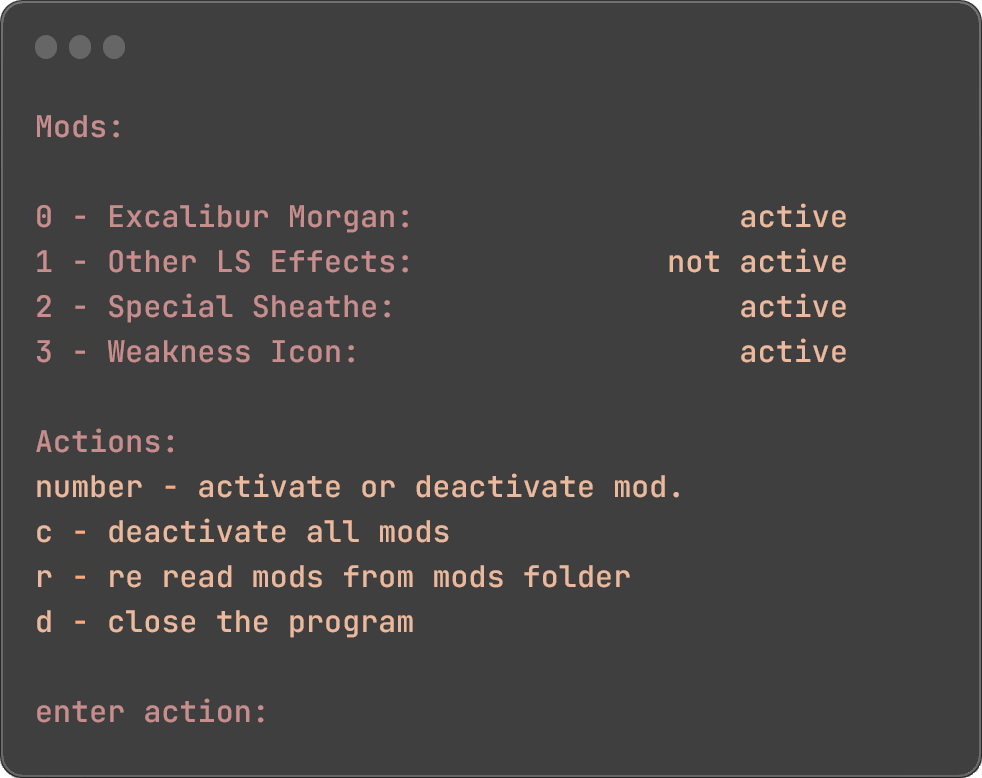 Mods:
0 - Excalibur Morgan: active
1 - Other LS Effects: not active
2 - Special Sheathe: active
3 - Weakness Icon: active
Actions:
number - activate or deactivate mod.
c - deactivate all mods
r - re read mods from mods folder
d - close the program
enter action: